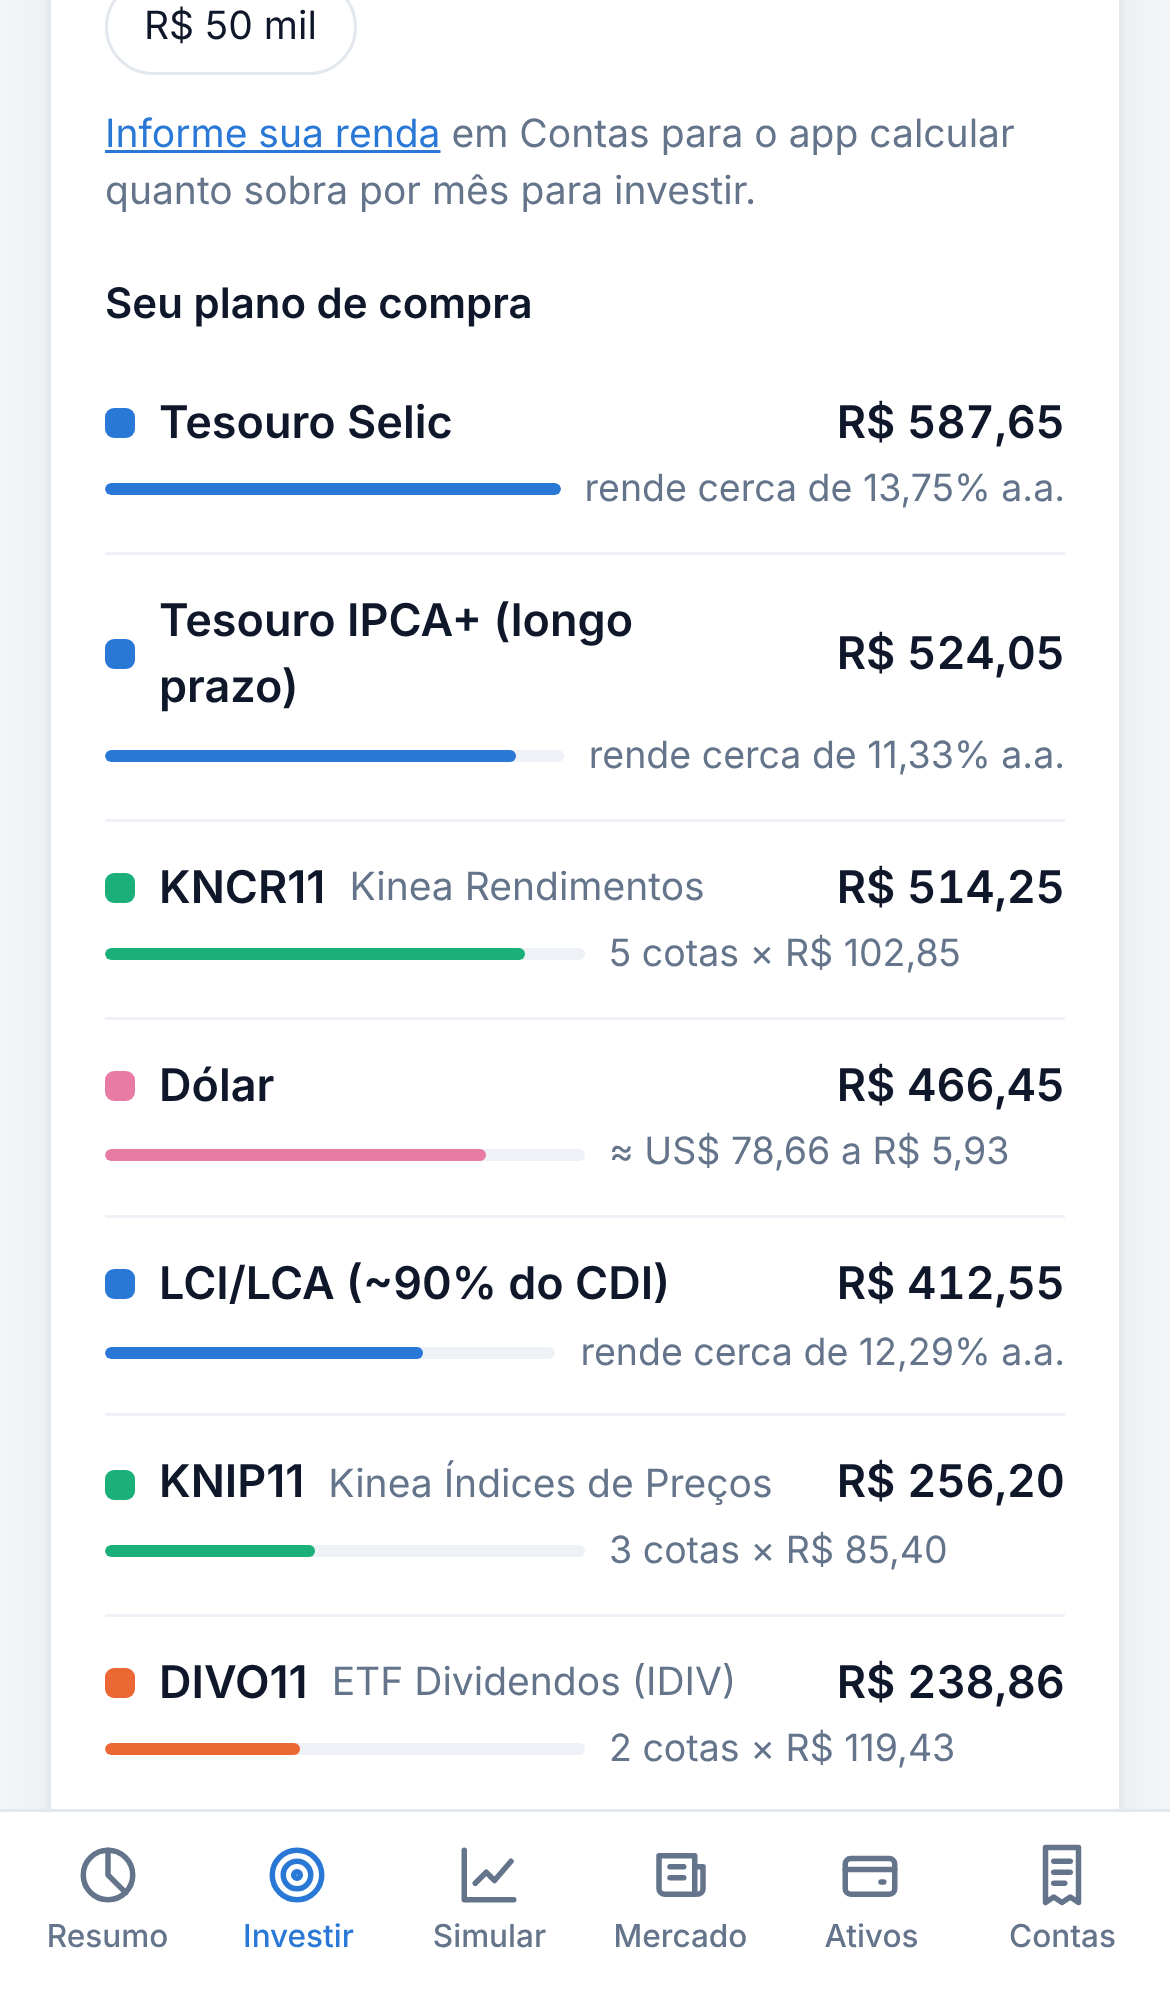 R$ 50 mil
Informe sua renda em Contas para o app calcular
quanto sobra por mês para investir.
Seu plano de compra
Tesouro Selic R$ 587,65
rende cerca de 13,75% a.a.
Tesouro IPCA+ (longo
prazo) R$ 524,05
rende cerca de 11,33% a.a.
KNCR11 Kinea Rendimentos R$ 514,25
5 cotas × R$ 102,85
Dólar R$ 466,45
≈ US$ 78,66 a R$ 5,93
LCI/LCA (~90% do CDI) R$ 412,55
rende cerca de 12,29% a.a.
KNIP11 Kinea Índices de Preços R$ 256,20
3 cotas × R$ 85,40
DIVO11 ETF Dividendos (IDIV) R$ 238,86
2 cotas × R$ 119,43
Resumo Investir Simular Mercado Ativos Contas